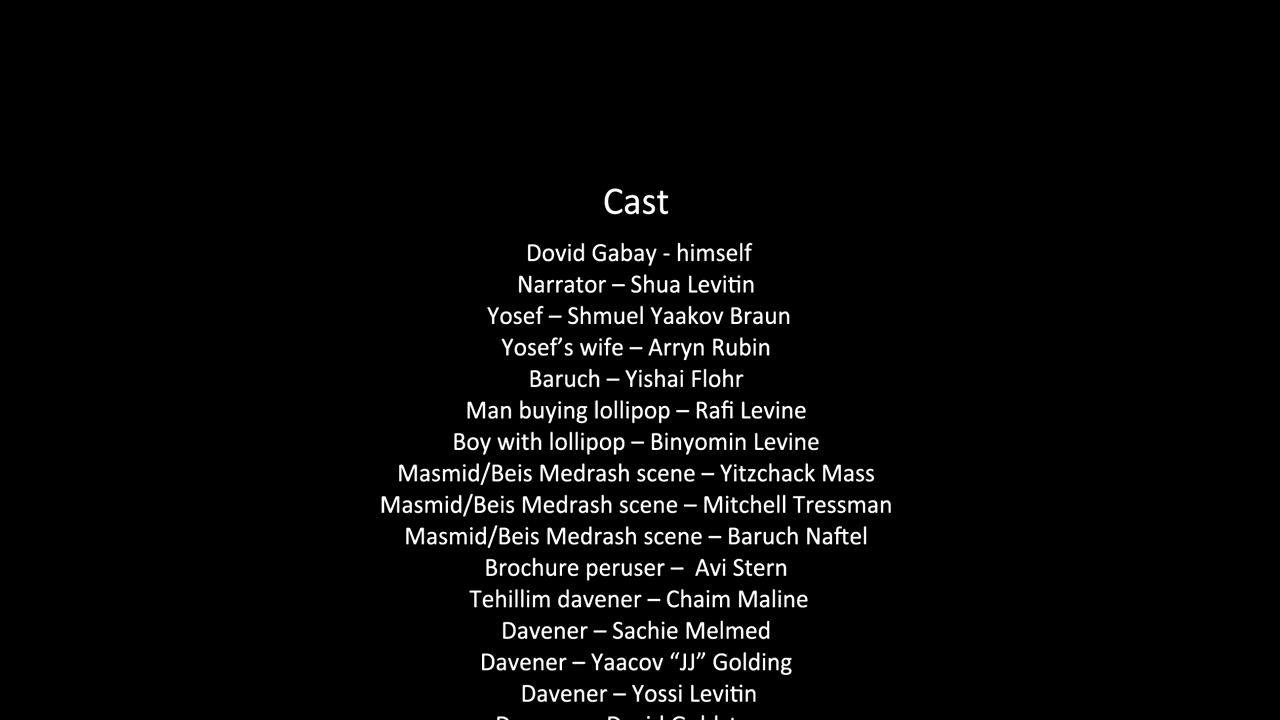 Cast
Dovid Gabay - himself
Narrator – Shua Levitin
Yosef – Shmuel Yaakov Braun
Yosef’s wife – Arryn Rubin
Baruch – Yishai Flohr
Man buying lollipop – Rafi Levine
Boy with lollipop – Binyomin Levine
Masmid/Beis Medrash scene – Yitzchack Mass
Masmid/Beis Medrash scene – Mitchell Tressman
Masmid/Beis Medrash scene – Baruch Naftel
Brochure peruser –  Avi Stern
Tehillim davener – Chaim Maline
Davener – Sachie Melmed
Davener – Yaacov “JJ” Golding
Davener – Yossi Levitin